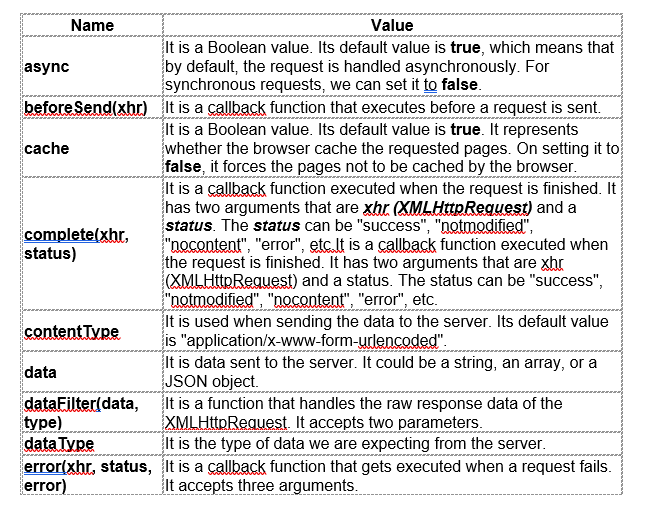 Name Value
async
It is a Boolean value. Its default value is true, which means that
by default, the request is handled asynchronously. For
synchronous requests, we can set it to false.
beforeSend(xhr) It is a callback function that executes before a request is sent.
cache
It is a Boolean value. Its default value is true. It represents
whether the browser cache the requested pages. On setting it to
false, it forces the pages not to be cached by the browser.
complete(xhr,
status)
It is a callback function executed when the request is finished. It
has two arguments that are xhr (XMLHttpRequest) and a
status. The status can be "success", "notmodified",
"nocontent", "error", etc.It is a callback function executed when
the request is finished. It has two arguments that are xhr
(XMLHttpRequest) and a status. The status can be "success",
"notmodified", "nocontent", "error", etc.
contentType
It is used when sending the data to the server. Its default value
is "application/x-www-form-urlencoded".
data
It is data sent to the server. It could be a string, an array, or a
JSON object.
dataFilter(data,
type)
It is a function that handles the raw response data of the
XMLHttpRequest. It accepts two parameters.
dataType It is the type of data we are expecting from the server.
error(xhr, status,
error)
It is a callback function that gets executed when a request fails.
It accepts three arguments.